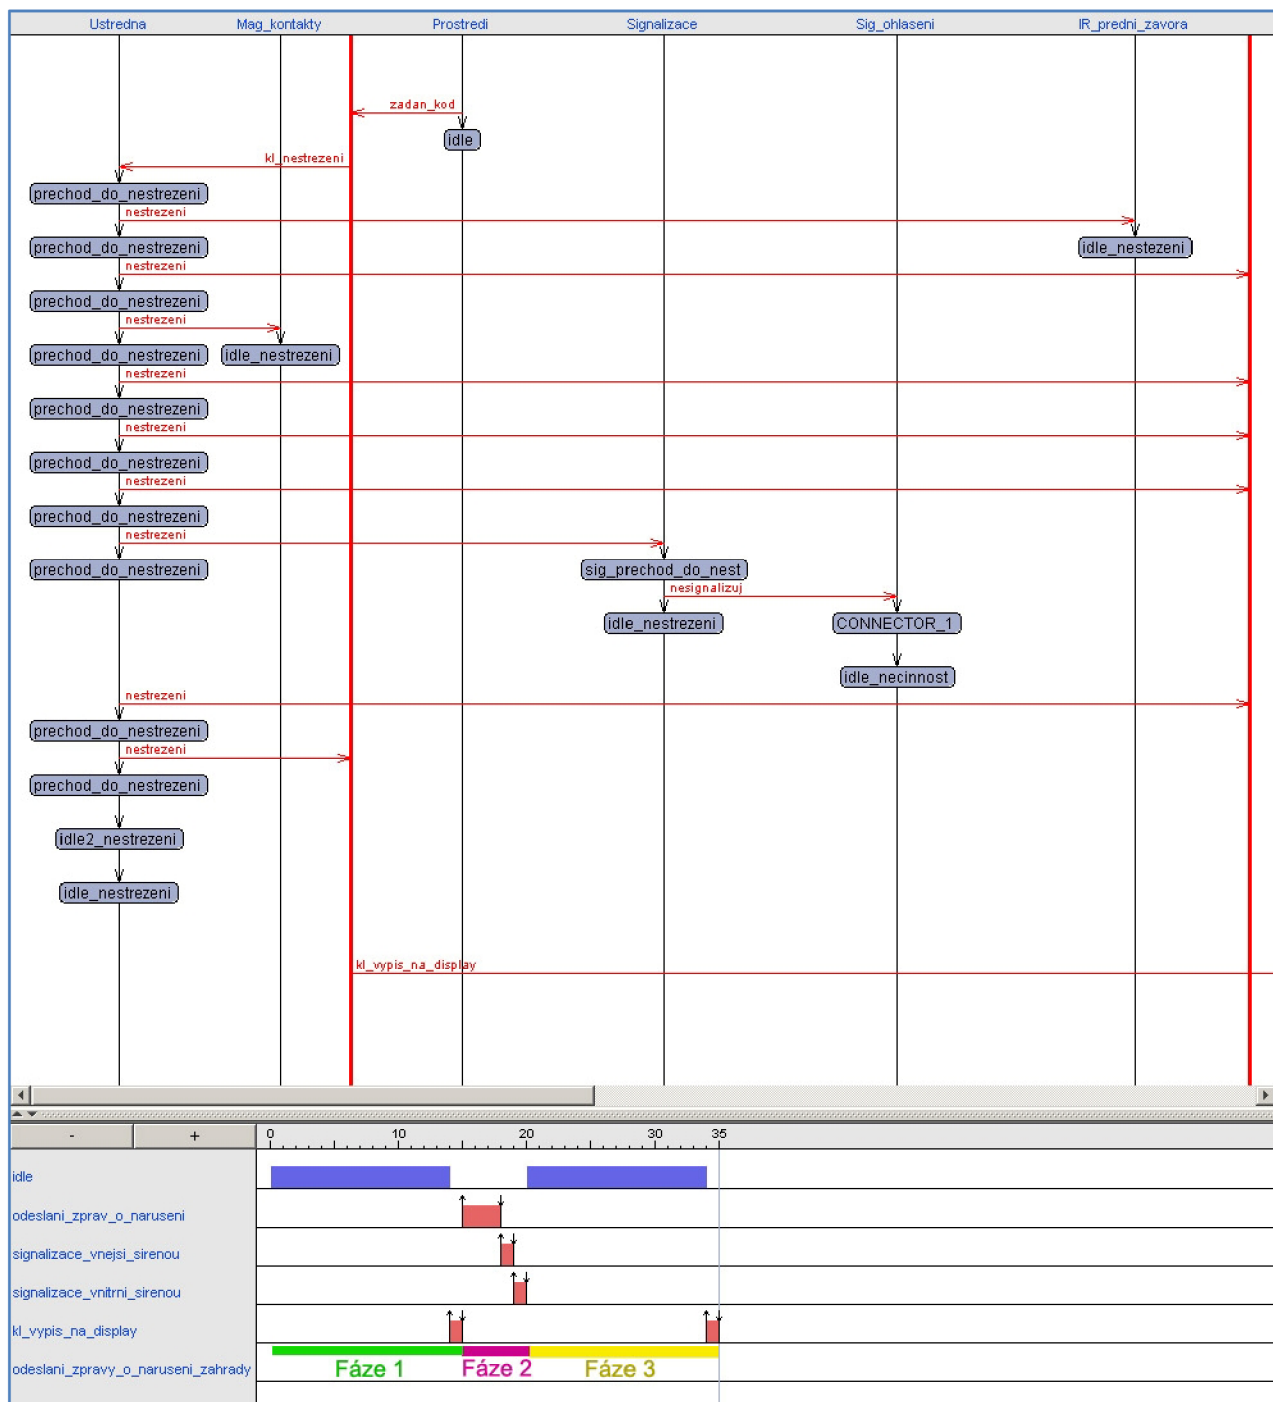 Ustredna Mag_kontakty Prostredi Signalizace Sig_ohlaseni IR_predni_zavora
zadan_kod
idle
kl_nestrezeni
prechod_do_nestrezeni
nestrezeni
prechod_do_nestrezeni idle_nestezeni
nestrezeni
prechod_do_nestrezeni
nestrezeni
prechod_do_nestrezeni idle_nestrezeni
nestrezeni
prechod_do_nestrezeni
nestrezeni
prechod_do_nestrezeni
nestrezeni
prechod_do_nestrezeni
nestrezeni
prechod_do_nestrezeni sig_prechod_do_nest
nesignalizuj
idle_nestrezeni CONNECTOR_1
idle_necinnost
nestrezeni
prechod_do_nestrezeni
nestrezeni
prechod_do_nestrezeni
idle2_nestrezeni
idle_nestrezeni
kl_vypis_na_display
- + 0 10 20 30 35
idle
odeslani_zprav_o_naruseni
signalizace_vnejsi_sirenou
signalizace_vnitrni_sirenou
kl_vypis_na_display
odeslani_zpravy_o_naruseni_zahrady Fáze 1 Fáze 2 Fáze 3